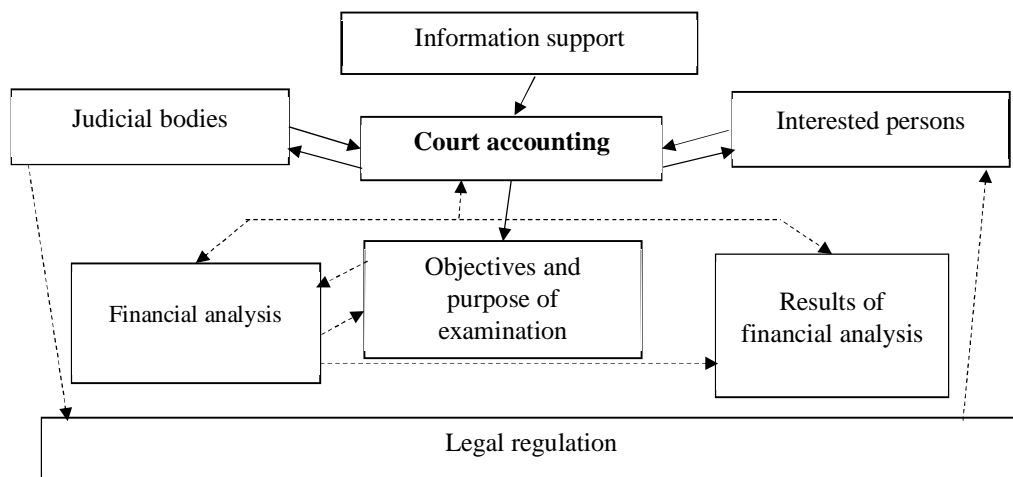 Information support
Judicial bodies
Court accounting
Interested persons
Financial analysis
Objectives and
purpose of
examination
Results of
financial analysis
Legal regulation